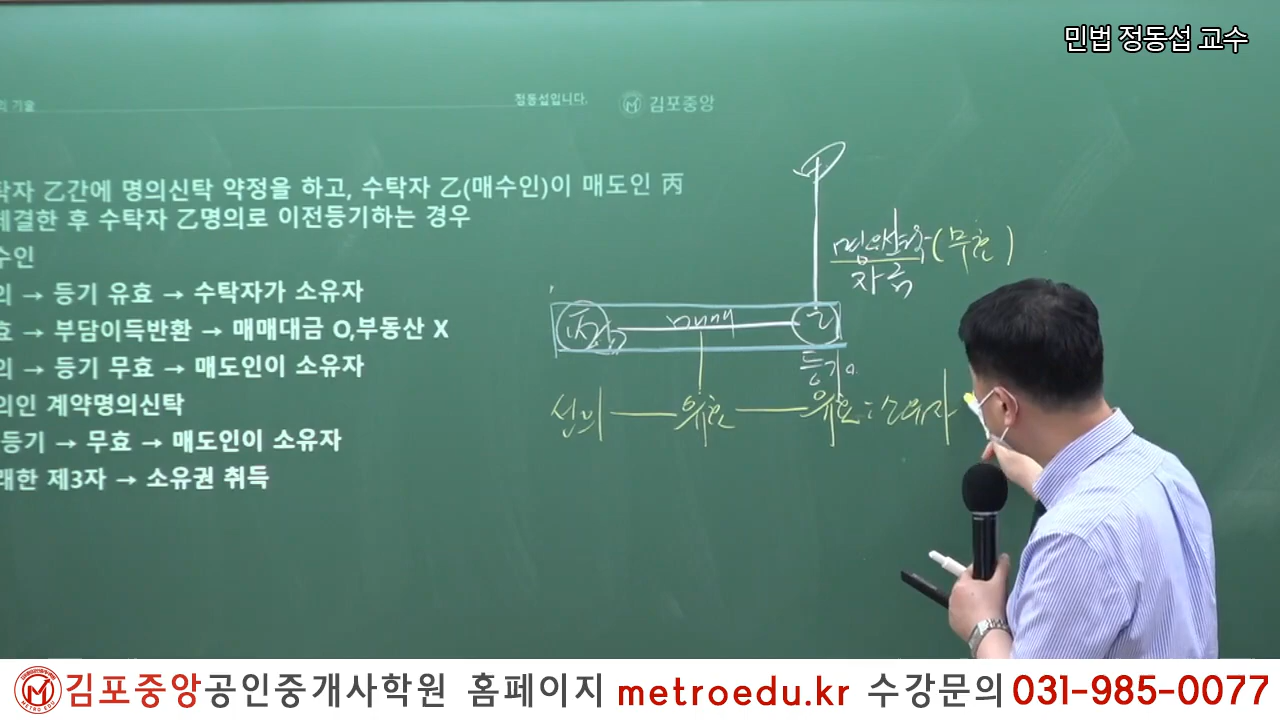 민법 정동섭 교수
의 기술
정동섭입니다.
김포중앙
탁자 乙간에 명의신탁 약정을 하고, 수탁자 乙(매수인)이 매도인 丙
체결한 후 수탁자 乙명의로 이전등기하는 경우
수인
의 → 등기 유효 → 수탁자가 소유자
효 → 부담이득반환 → 매매대금 O,부동산 X
의 → 등기 무효 → 매도인이 소유자
의인 계약명의신탁
등기 → 무효 → 매도인이 소유자
래한 제3자 → 소유권 취득
甲
명의신탁(무효)
자금
丙
매매
乙
등기
선의 — 유효 — 유효 : 소유자
김포중앙공인중개사학원 홈페이지 metroedu.kr 수강문의 031-985-0077
METRO EDU